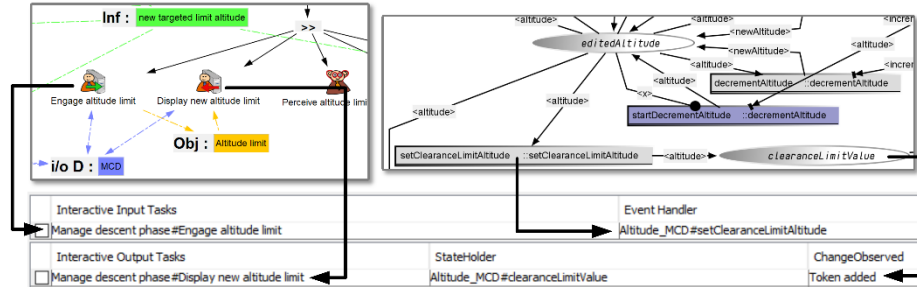 Inf : new targeted limit altitude
>>
Engage altitude limit
Display new altitude limit
Perceive altitude limi
Obj : Altitude limit
i/o D : MCD
<altitude>
<altitude>
<newAltitude>
<incre
editedAltitude
<newAltitude>
<altitude>
<incre
<altitude>
decrementAltitude ::decrementAltitude
<altitude>
<x>
<altitude>
<altitude>
startDecrementAltitude ::decrementAltitude
setClearanceLimitAltitude ::setClearanceLimitAltitude
<altitude>
clearanceLimitValue
Interactive Input Tasks Event Handler
Manage descent phase#Engage altitude limit Altitude_MCD#setClearanceLimitAltitude
Interactive Output Tasks StateHolder ChangeObserved
Manage descent phase#Display new altitude limit Altitude_MCD#clearanceLimitValue Token added